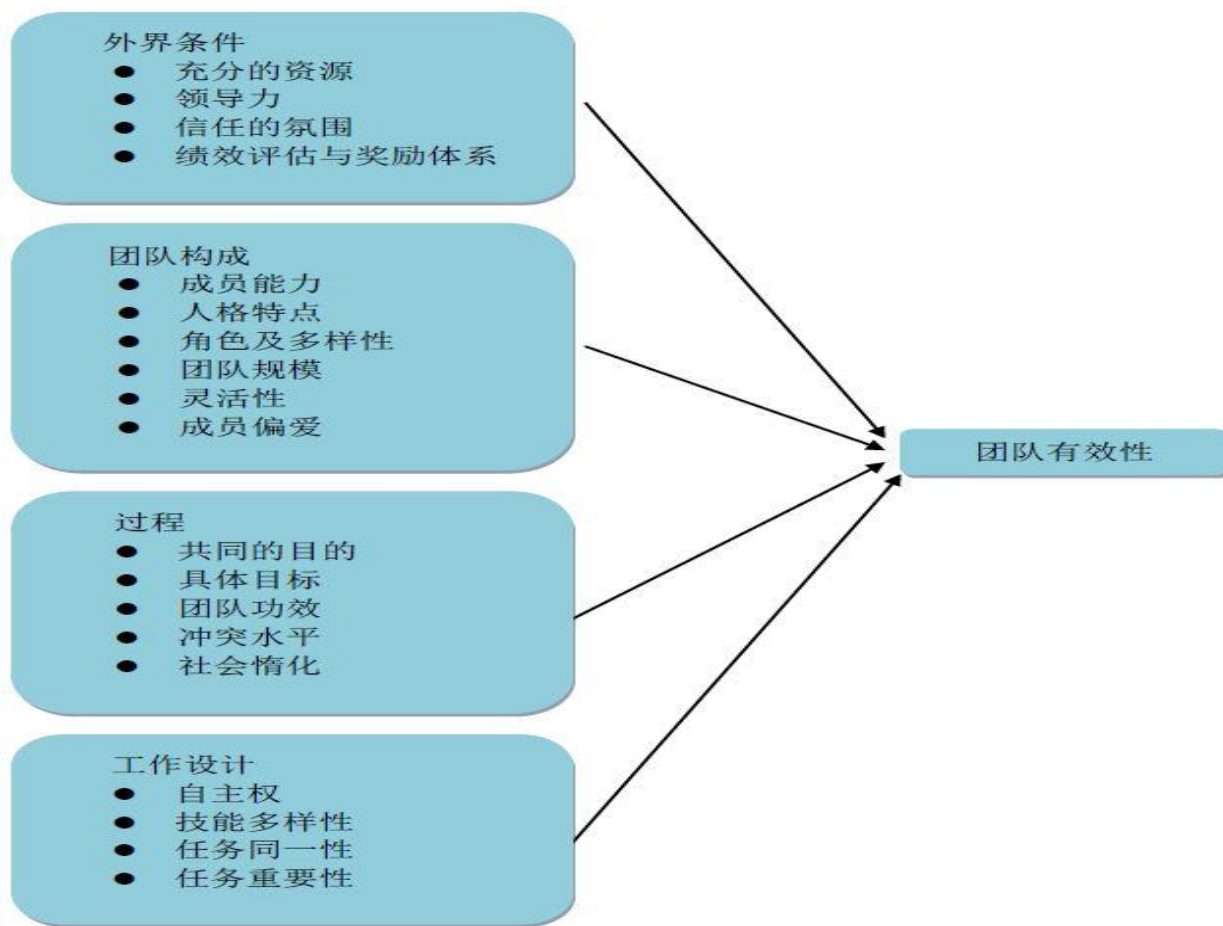 外界条件
● 充分的资源
● 领导力
● 信任的氛围
● 绩效评估与奖励体系
团队构成
● 成员能力
● 人格特点
● 角色及多样性
● 团队规模
● 灵活性
● 成员偏爱
过程
● 共同的目的
● 具体目标
● 团队功效
● 冲突水平
● 社会惰化
工作设计
● 自主权
● 技能多样性
● 任务同一性
● 任务重要性
团队有效性